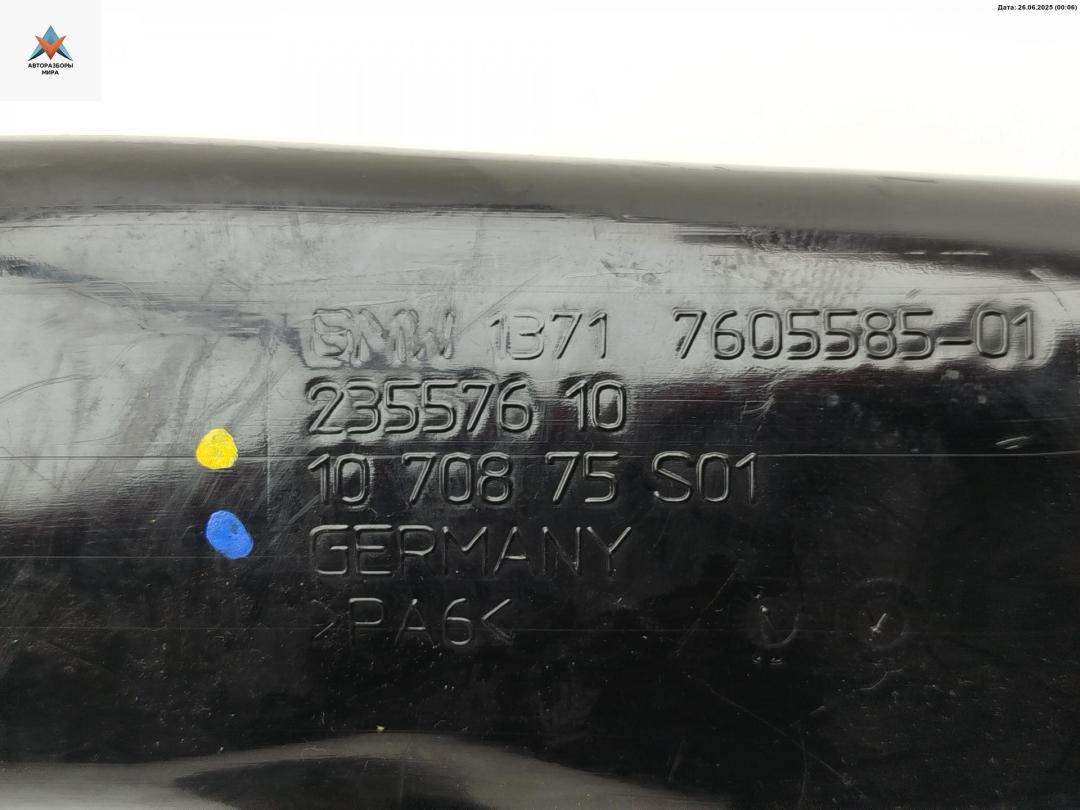 Дата: 26.06.2025 (00:06)
АВТОРАЗБОРЫ
МИРА
BMW 1371 7605585-01
235576 10
10 708 75 S01
GERMANY
>PA6<